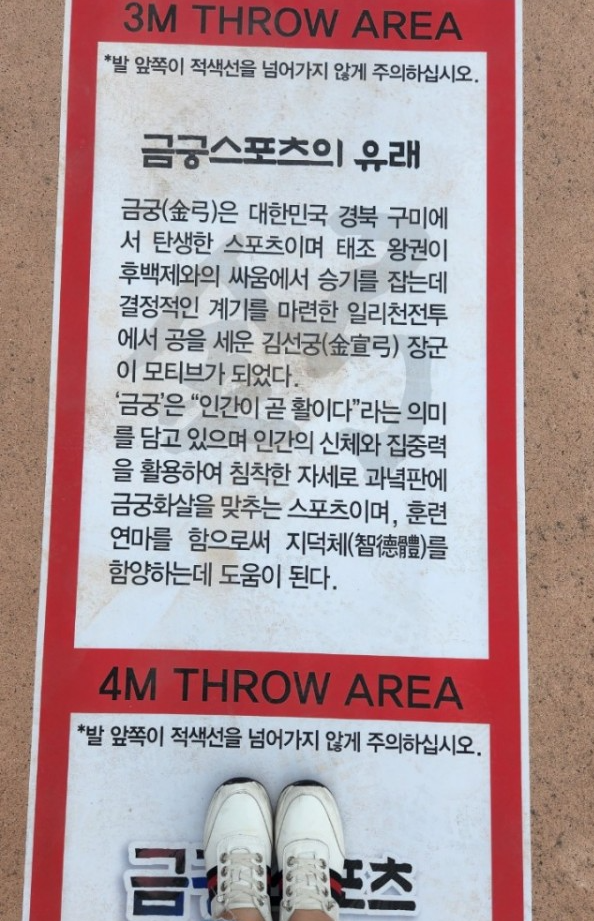 3M THROW AREA
*발 앞쪽이 적색선을 넘어가지 않게 주의하십시오.
금궁스포츠의 유래
금궁(金弓)은 대한민국 경북 구미에
서 탄생한 스포츠이며 태조 왕권이
후백제와의 싸움에서 승기를 잡는데
결정적인 계기를 마련한 일리천전투
에서 공을 세운 김선궁(金宣弓) 장군
이 모티브가 되었다.
‘금궁’은 “인간이 곧 활이다”라는 의미
를 담고 있으며 인간의 신체와 집중력
을 활용하여 침착한 자세로 과녘판에
금궁화살을 맞추는 스포츠이며, 훈련
연마를 함으로써 지덕체(智德體)를
함양하는데 도움이 된다.
4M THROW AREA
*발 앞쪽이 적색선을 넘어가지 않게 주의하십시오.